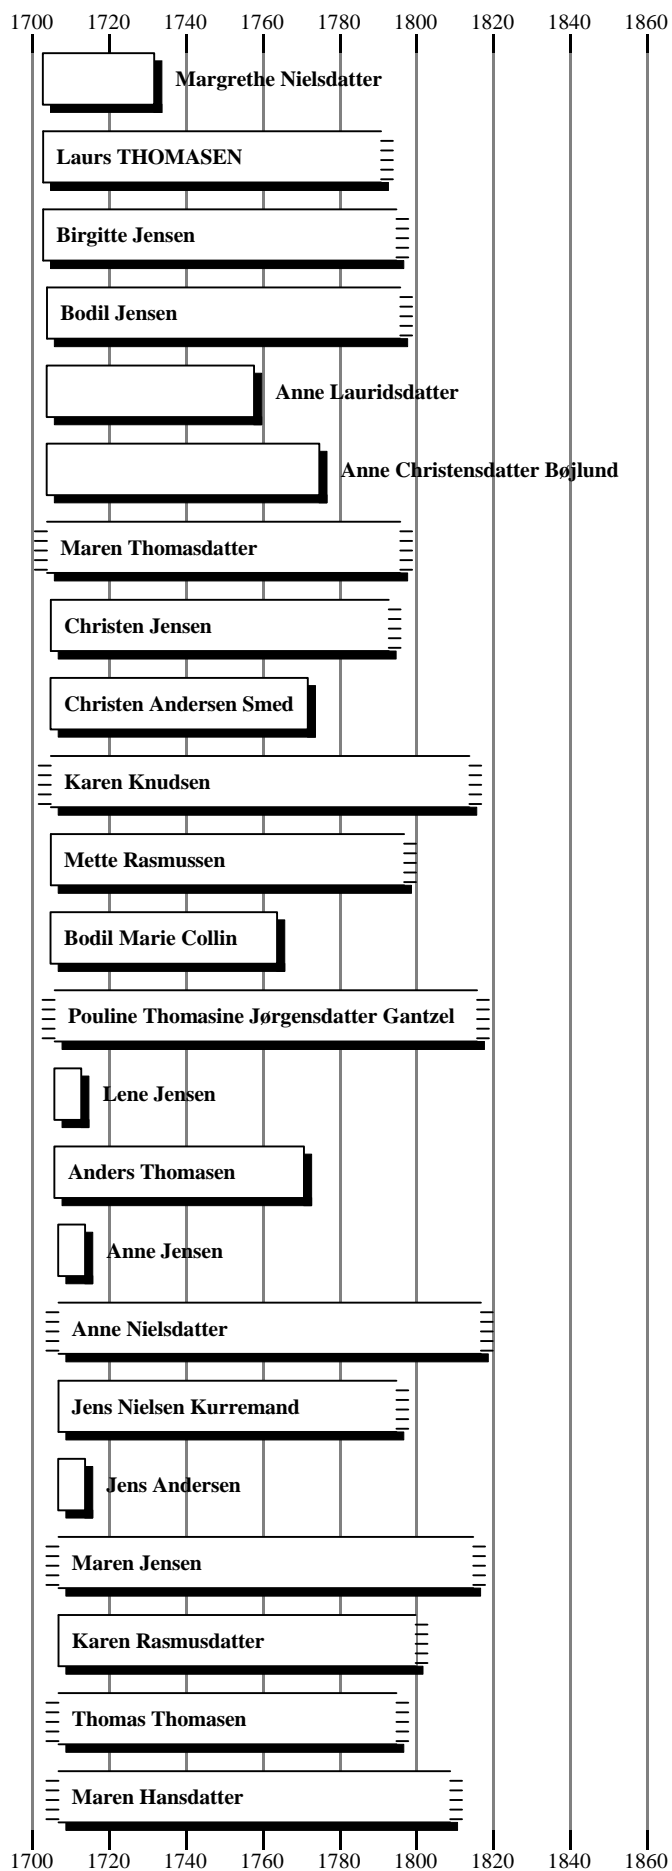 1700 1720 1740 1760 1780 1800 1820 1840 1860
Margrethe Nielsdatter
Laurs THOMASEN
Birgitte Jensen
Bodil Jensen
Anne Lauridsdatter
Anne Christensdatter Bøjlund
Maren Thomasdatter
Christen Jensen
Christen Andersen Smed
Karen Knudsen
Mette Rasmussen
Bodil Marie Collin
Pouline Thomasine Jørgensdatter Gantzel
Lene Jensen
Anders Thomasen
Anne Jensen
Anne Nielsdatter
Jens Nielsen Kurremand
Jens Andersen
Maren Jensen
Karen Rasmusdatter
Thomas Thomasen
Maren Hansdatter
1700 1720 1740 1760 1780 1800 1820 1840 1860